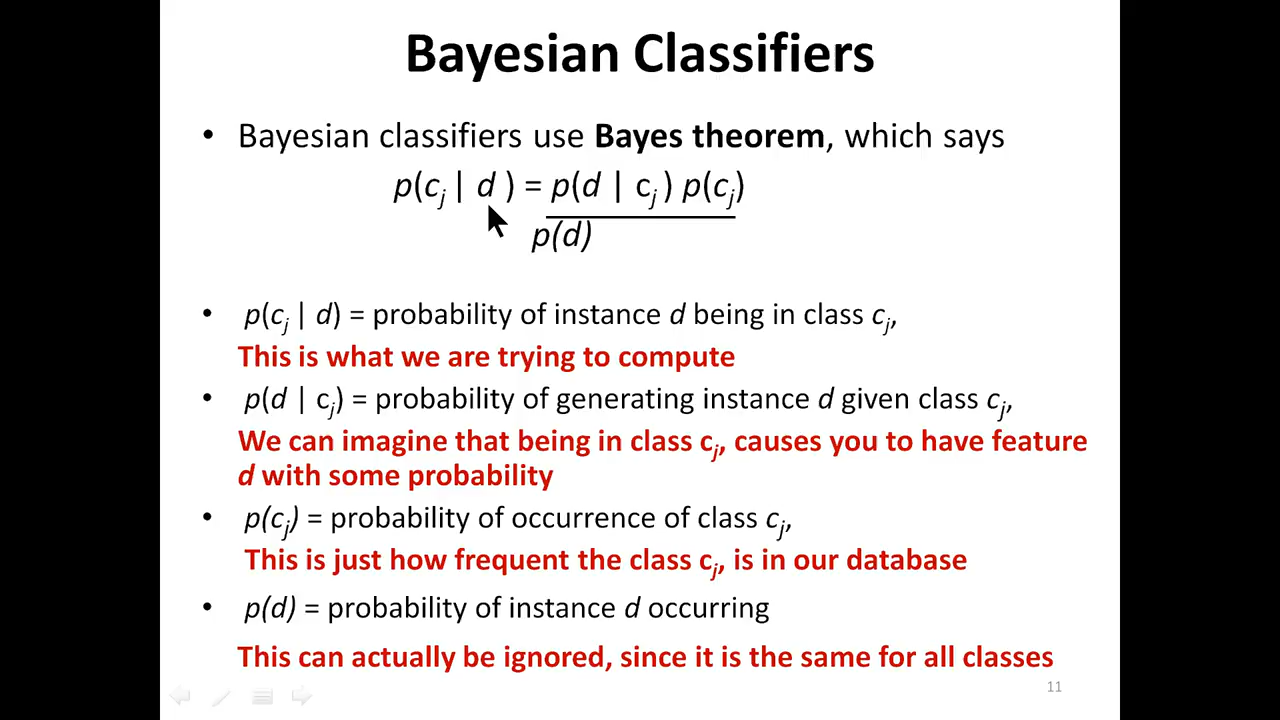 Bayesian Classifiers
• Bayesian classifiers use Bayes theorem, which says
p(cj | d ) = p(d | cj ) p(cj)
p(d)
• p(cj | d) = probability of instance d being in class cj,
This is what we are trying to compute
• p(d | cj) = probability of generating instance d given class cj,
We can imagine that being in class cj, causes you to have feature
d with some probability
• p(cj) = probability of occurrence of class cj,
This is just how frequent the class cj, is in our database
• p(d) = probability of instance d occurring
This can actually be ignored, since it is the same for all classes
11